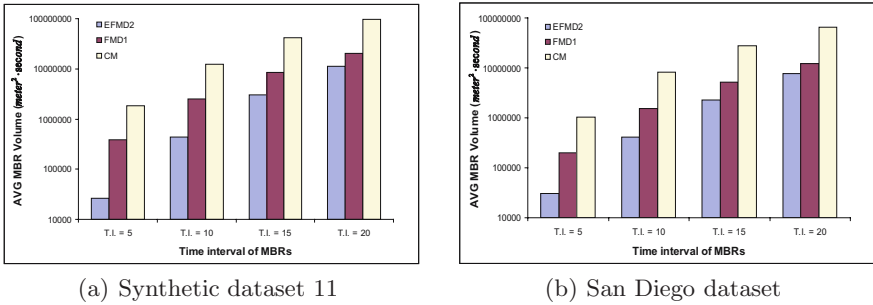 AVG MBR Volume (meter²·second)
100000000
10000000
1000000
100000
10000
EFMD2
FMD1
CM
T.I. = 5
T.I. = 10
T.I. = 15
T.I. = 20
Time interval of MBRs
(a) Synthetic dataset 11
AVG MBR Volume (meter²·second)
100000000
10000000
1000000
100000
10000
EFMD2
FMD1
CM
T.I. = 5
T.I. = 10
T.I. = 15
T.I. = 20
Time interval of MBRs
(b) San Diego dataset